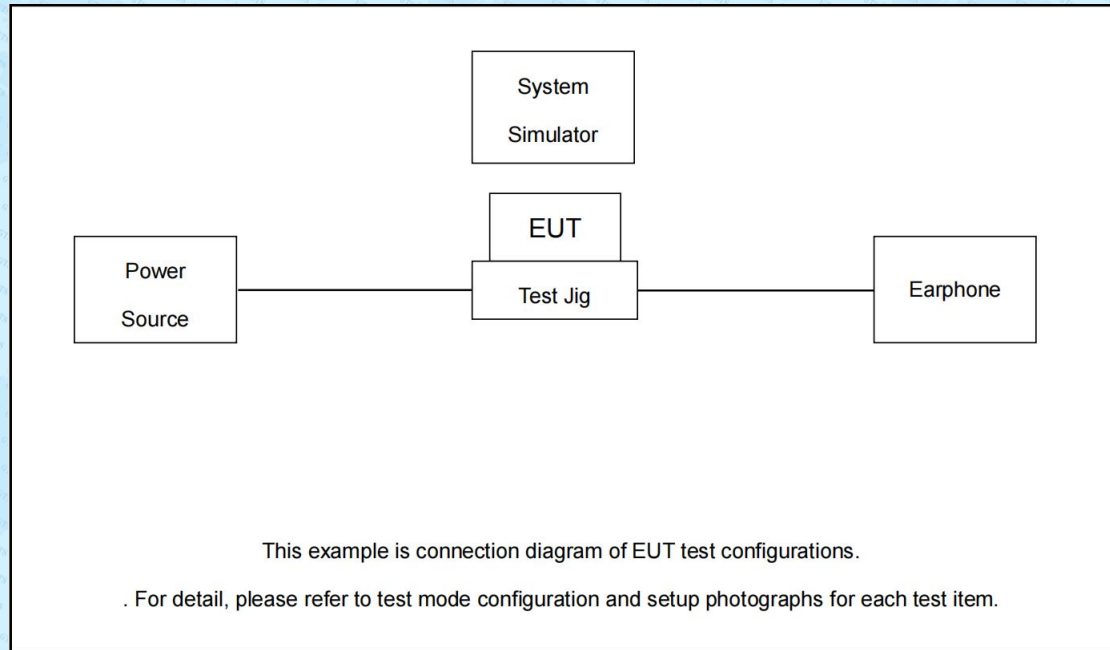 System
Simulator
EUT
Power
Source
Test Jig
Earphone
This example is connection diagram of EUT test configurations.
. For detail, please refer to test mode configuration and setup photographs for each test item.